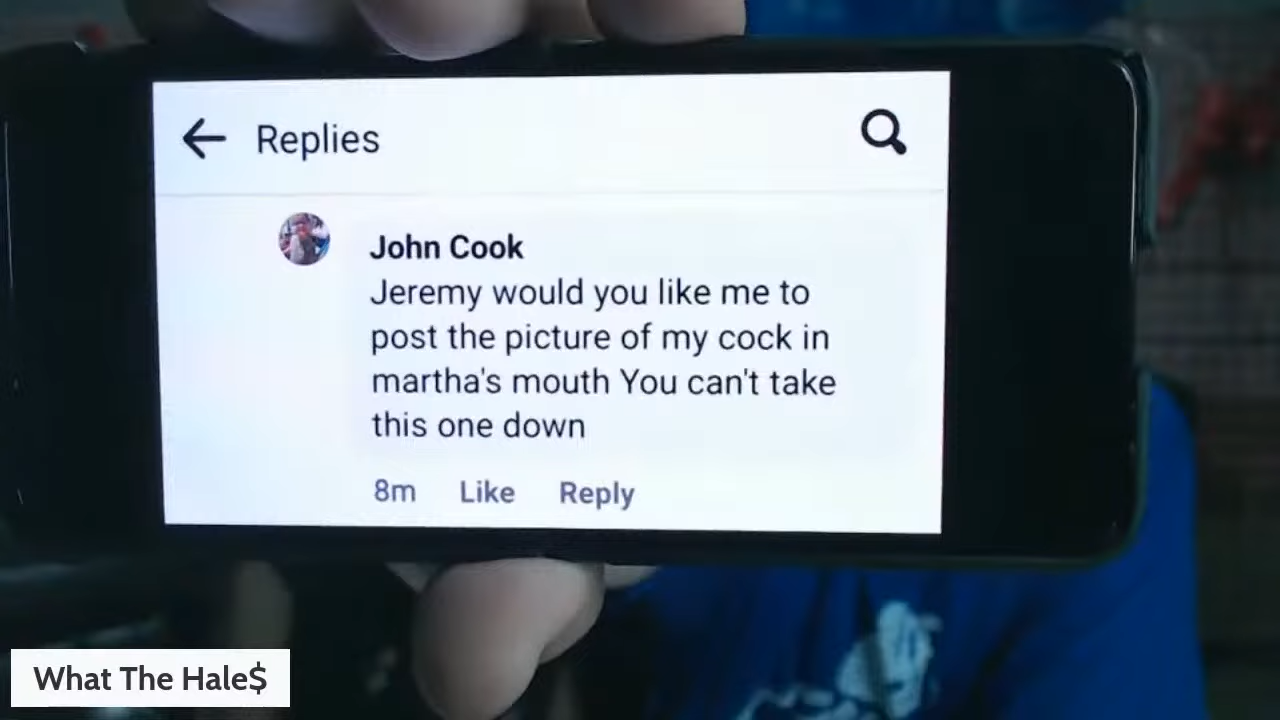 Replies
John Cook
Jeremy would you like me to
post the picture of my cock in
martha's mouth You can't take
this one down
8m Like Reply
What The Hale$